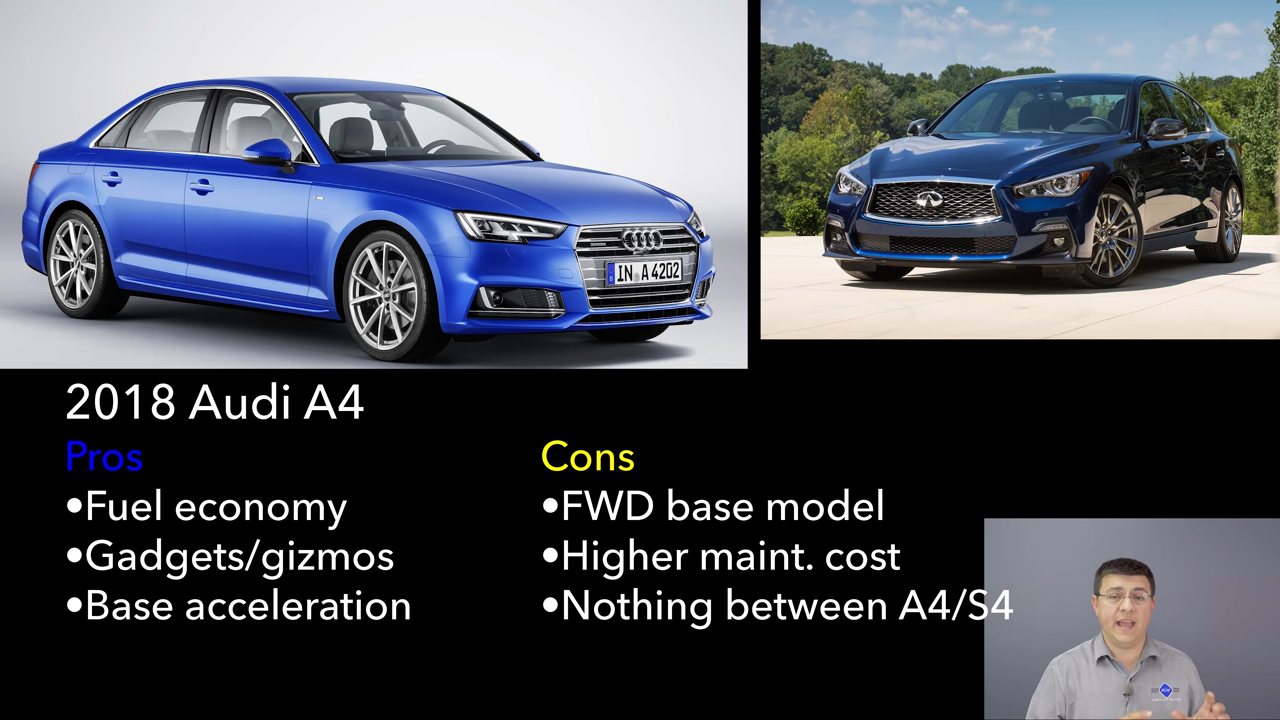 IN A 4202
2018 Audi A4
Pros
•Fuel economy
•Gadgets/gizmos
•Base acceleration
Cons
•FWD base model
•Higher maint. cost
•Nothing between A4/S4